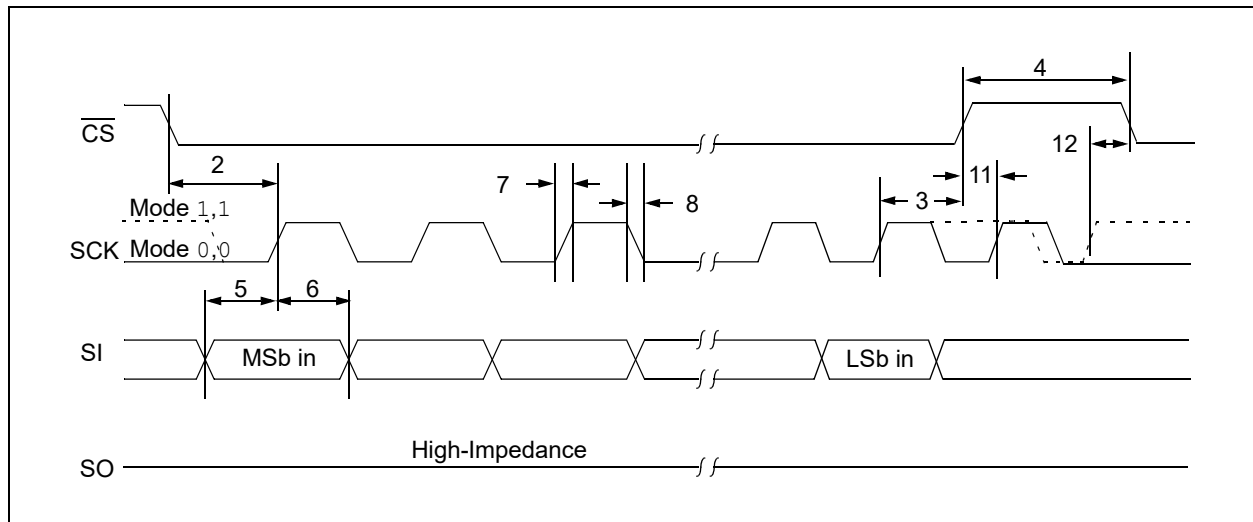 4
CS
12
2
7
8
3
11
Mode 1,1
SCK Mode 0,0
5
6
SI
MSb in
LSb in
High-Impedance
SO